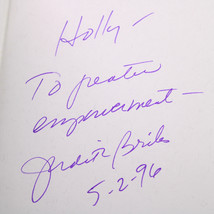 Holly –
To greater
empowerment –
Judith Briles
5-2-96